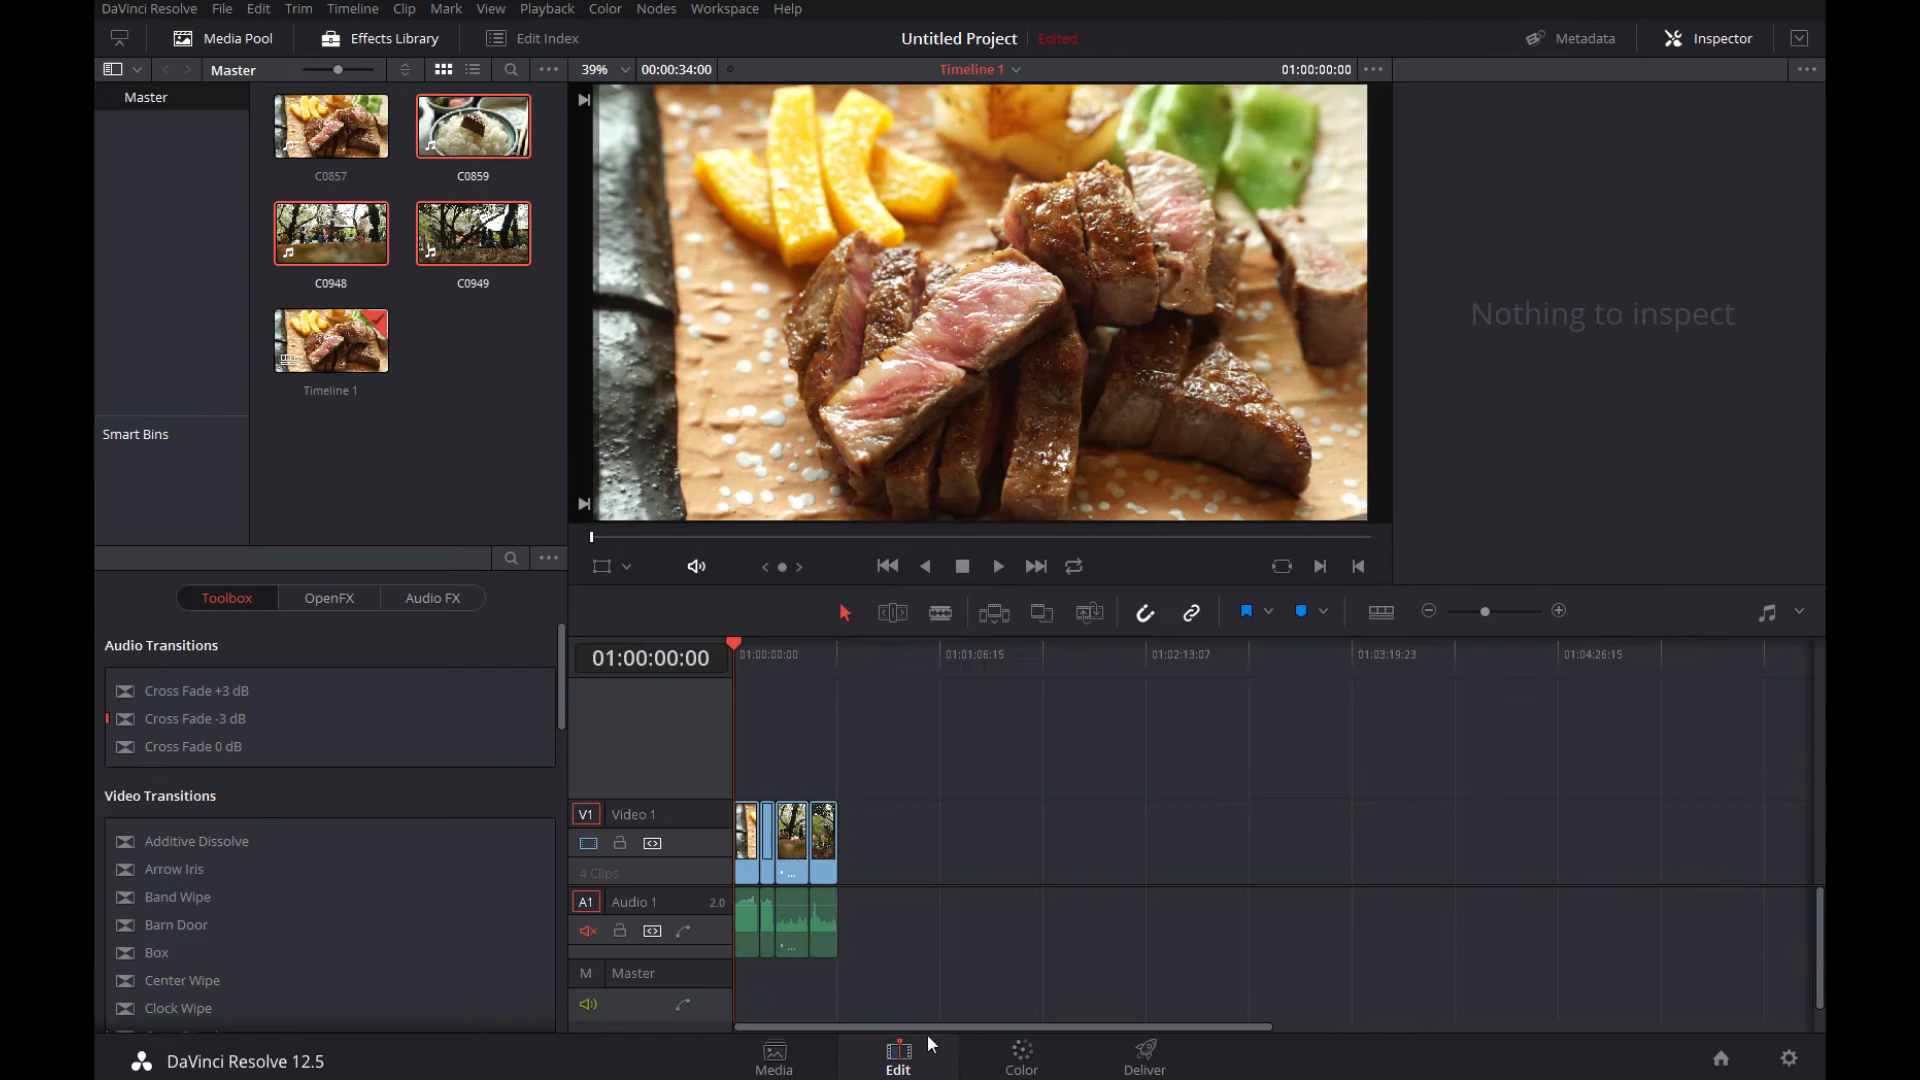 DaVinci Resolve File Edit Trim Timeline Clip Mark View Playback Color Nodes Workspace Help
Media Pool Effects Library Edit Index Untitled Project Edited Metadata Inspector
Master 39% 00:00:34:00 Timeline 1 01:00:00:00
Master
C0857 C0859
C0948 C0949
Timeline 1
Nothing to inspect
Smart Bins
Toolbox OpenFX Audio FX
Audio Transitions
Cross Fade +3 dB
Cross Fade -3 dB
Cross Fade 0 dB
Video Transitions
Additive Dissolve
Arrow Iris
Band Wipe
Barn Door
Box
Center Wipe
Clock Wipe
01:00:00:00 01:00:00:00 01:01:06:15 01:02:13:07 01:03:19:23 01:04:26:15
V1 Video 1
4 Clips
A1 Audio 1 2.0
M Master
DaVinci Resolve 12.5 Media Edit Color Deliver